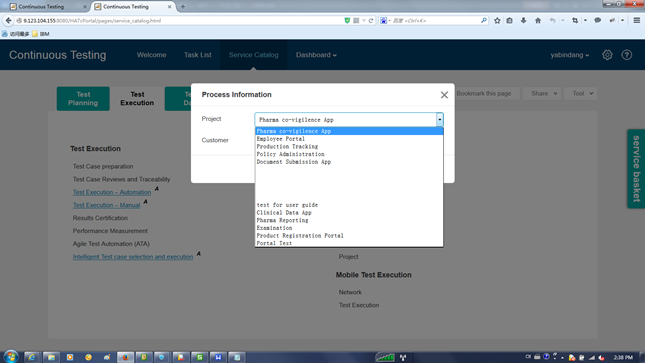 Continuous Testing
Continuous Testing
9.123.104.155:8080/HATcPortal/pages/service_catalog.html
百度 <Ctrl+K>
访问最多
IBM
Continuous Testing
Welcome
Task List
Service Catalog
Dashboard
yabindang
Test Planning
Test Execution
Bookmark this page
Share
Tool
Process Information
Project
Pharma co-vigilence App
Customer
Pharma co-vigilence App
Employee Portal
Production Tracking
Policy Administration
Document Submission App
test for user guide
Clinical Data App
Pharma Reporting
Examination
Product Registration Portal
Portal Test
Test Execution
Test Case preparation
Test Case Reviews and Traceability
Test Execution – Automation A
Test Execution – Manual A
Results Certification
Performance Measurement
Agile Test Automation (ATA)
Intelligent Test case selection and execution A
Project
Mobile Test Execution
Network
Test Execution
service basket
CH
2:38 PM